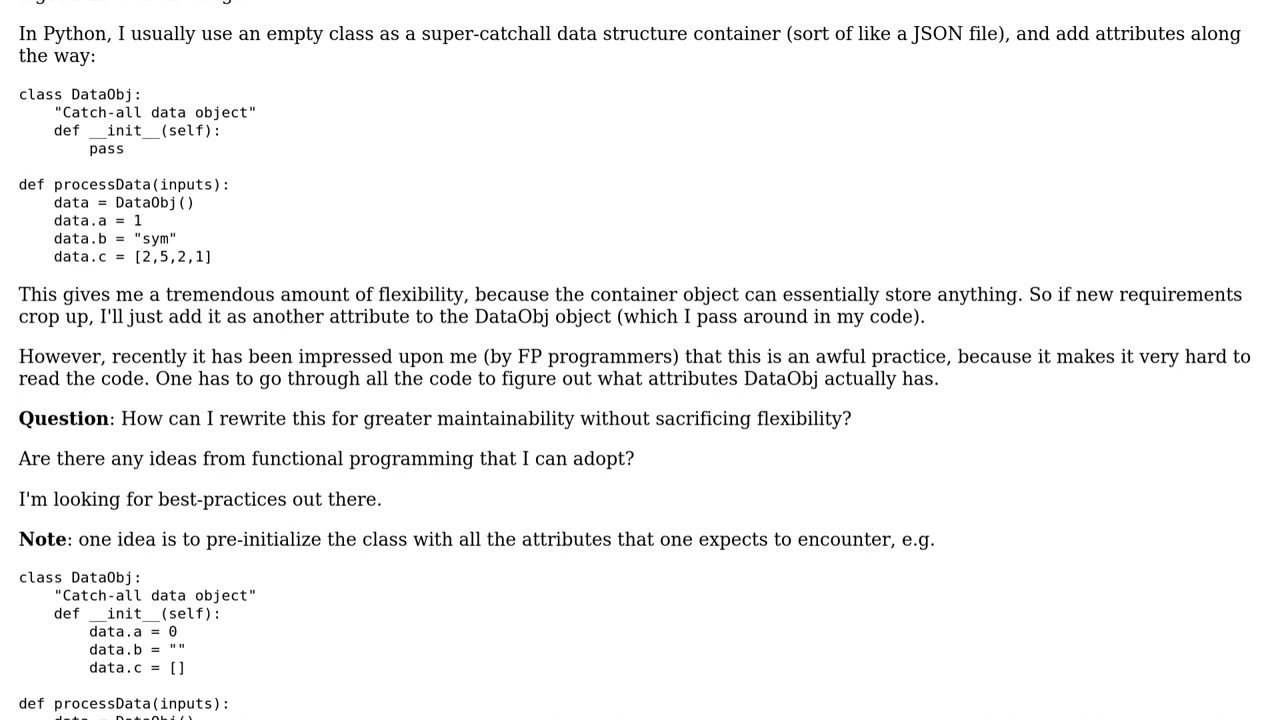 In Python, I usually use an empty class as a super-catchall data structure container (sort of like a JSON file), and add attributes along
the way:
class DataObj:
    "Catch-all data object"
    def __init__(self):
        pass
def processData(inputs):
    data = DataObj()
    data.a = 1
    data.b = "sym"
    data.c = [2,5,2,1]
This gives me a tremendous amount of flexibility, because the container object can essentially store anything. So if new requirements
crop up, I'll just add it as another attribute to the DataObj object (which I pass around in my code).
However, recently it has been impressed upon me (by FP programmers) that this is an awful practice, because it makes it very hard to
read the code. One has to go through all the code to figure out what attributes DataObj actually has.
Question: How can I rewrite this for greater maintainability without sacrificing flexibility?
Are there any ideas from functional programming that I can adopt?
I'm looking for best-practices out there.
Note: one idea is to pre-initialize the class with all the attributes that one expects to encounter, e.g.
class DataObj:
    "Catch-all data object"
    def __init__(self):
        data.a = 0
        data.b = ""
        data.c = []
def processData(inputs):
    data = DataObj()